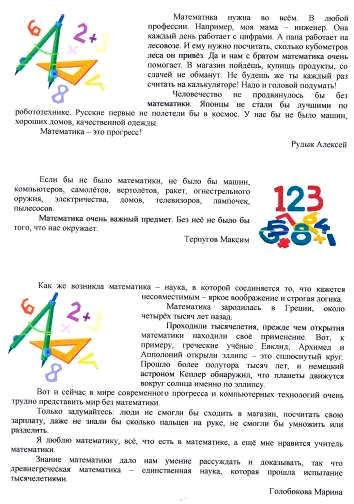 Математика нужна во всём. В любой
профессии. Например, моя мама – инженер. Она
каждый день работает с цифрами. А папа работает на
лесовозе. И ему нужно посчитать, сколько кубометров
леса он привёз. Да и нам с братом математика очень
помогает. В магазин пойдёшь, купишь продукты, со
сдачей не обманут. Не будешь же ты каждый раз
считать на калькуляторе! Надо и головой подумать!
Человечество не продвинулось бы без
математики. Японцы не стали бы лучшими по
робототехнике. Русские первые не полетели бы в космос. У нас бы не было машин,
хороших домов, качественной одежды.
Математика – это прогресс!
Рудык Алексей
Если бы не было математики, не было бы машин,
компьютеров, самолётов, вертолётов, ракет, огнестрельного
оружия, электричества, домов, телевизоров, лампочек,
пылесосов.
Математика очень важный предмет. Без неё не было бы
того, что нас окружает.
Терпугов Максим
Как же возникла математика – наука, в которой соединяется то, что кажется
несовместимым – яркое воображение и строгая логика.
Математика зародилась в Греции, около
четырёх тысяч лет назад.
Проходили тысячелетия, прежде чем открытия
математики находили своё применение. Вот, к
примеру, греческие учёные Евклид, Архимед и
Апполоний открыли эллипс – это сплюснутый круг.
Прошло более полутора тысяч лет, и немецкий
астроном Кеплер обнаружил, что планеты движутся
вокруг солнца именно по эллипсу.
Вот и сейчас в мире современного прогресса и компьютерных технологий очень
трудно представить мир без математики.
Только задумайтесь: люди не смогли бы сходить в магазин, посчитать свою
зарплату, даже не знали бы сколько пальцев на руке, не смогли бы умножить или
разделить.
Я люблю математику, всё, что есть в математике, а ещё мне нравится учитель
математики.
Знание математики дало нам умение рассуждать и доказывать, так что
древнегреческая математика – единственная наука, которая прошла испытание
тысячелетиями.
Голобокова Марина